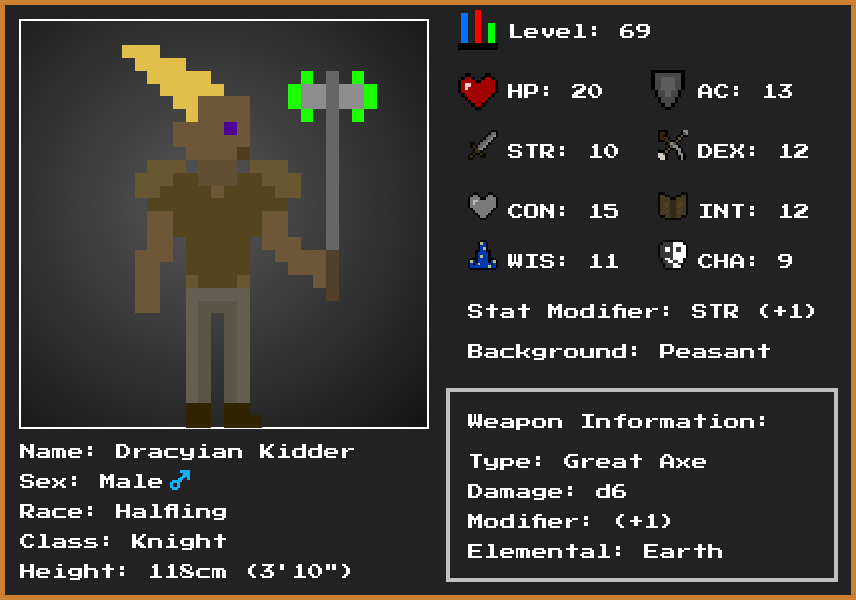 Level: 69
HP: 20 AC: 13
STR: 10 DEX: 12
CON: 15 INT: 12
WIS: 11 CHA: 9
Stat Modifier: STR (+1)
Background: Peasant
Weapon Information:
Type: Great Axe
Damage: d6
Modifier: (+1)
Elemental: Earth
Name: Dracyian Kidder
Sex: Male♂
Race: Halfling
Class: Knight
Height: 118cm (3'10")